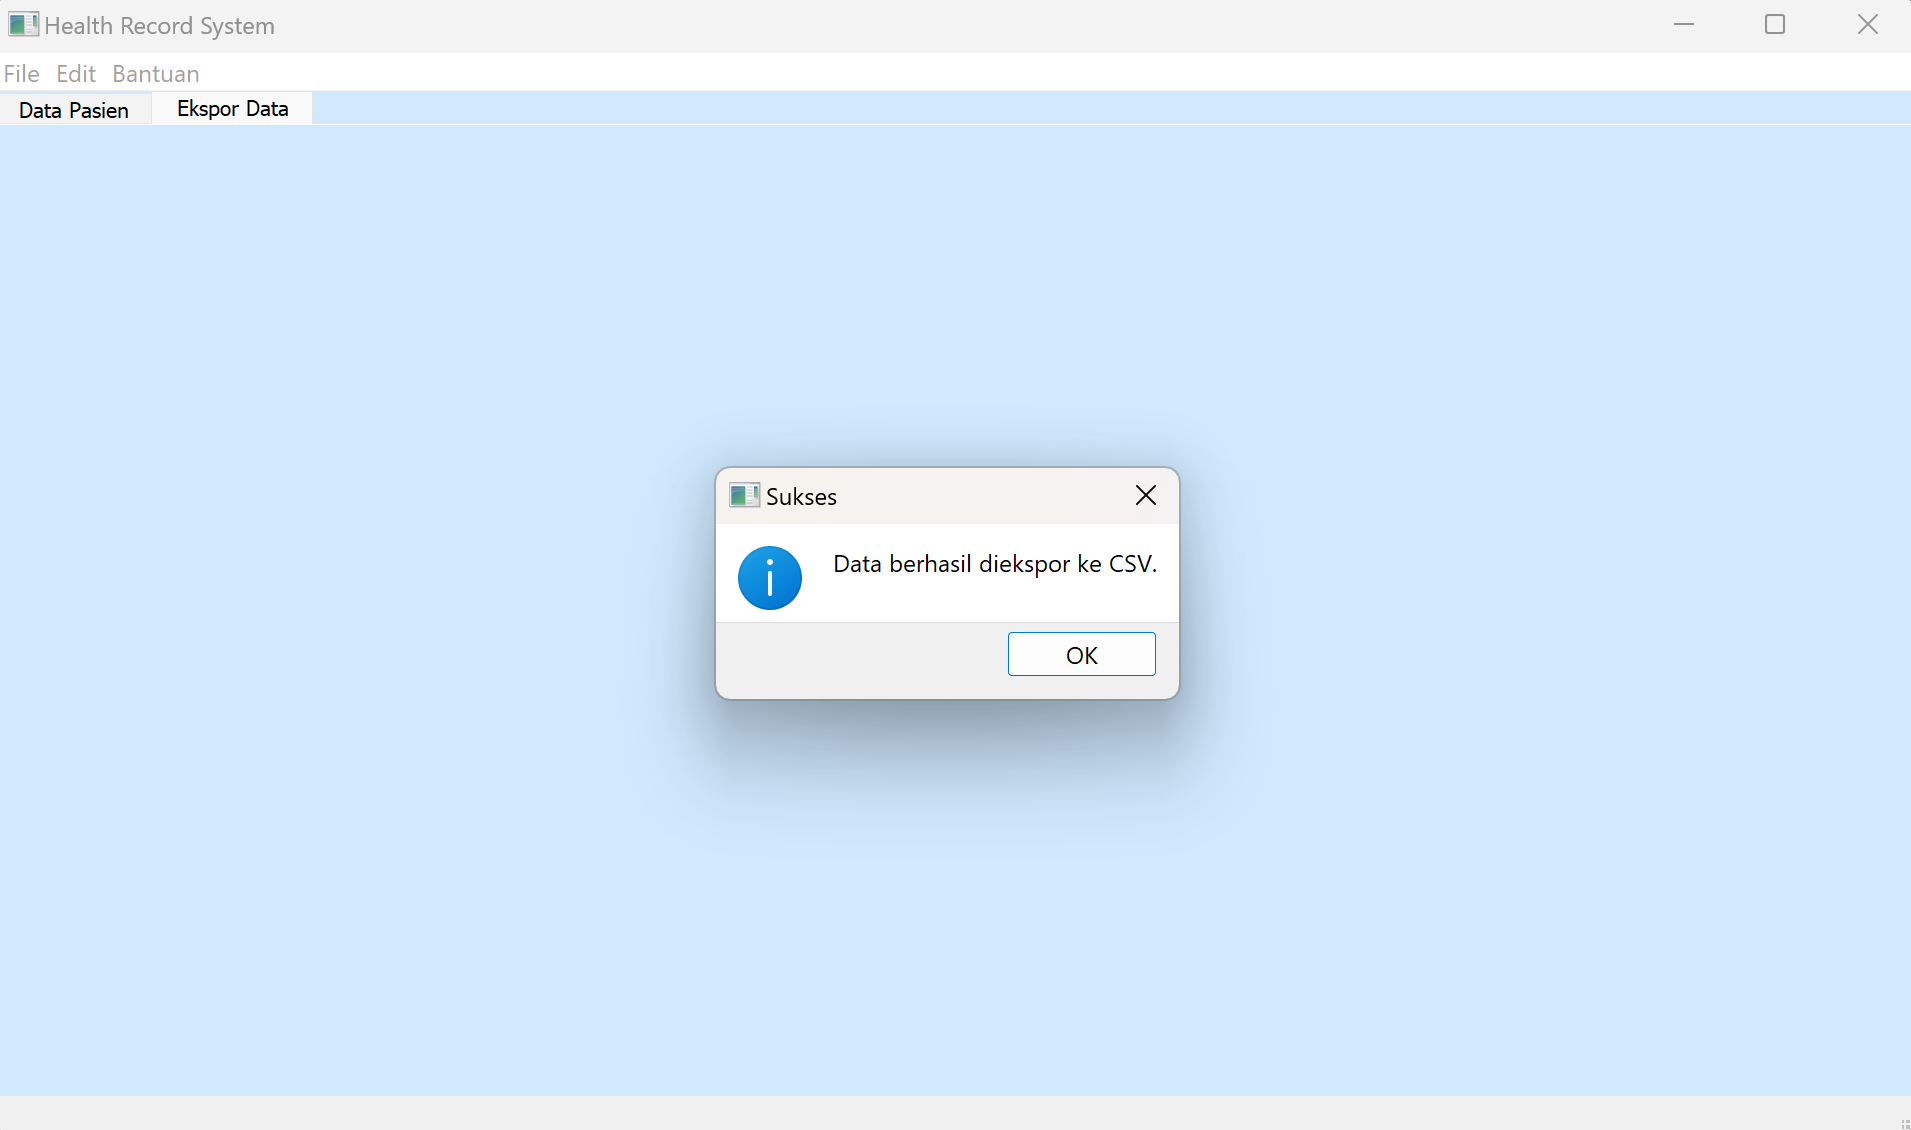 Health Record System
File Edit Bantuan
Data Pasien Ekspor Data
Sukses
Data berhasil diekspor ke CSV.
OK